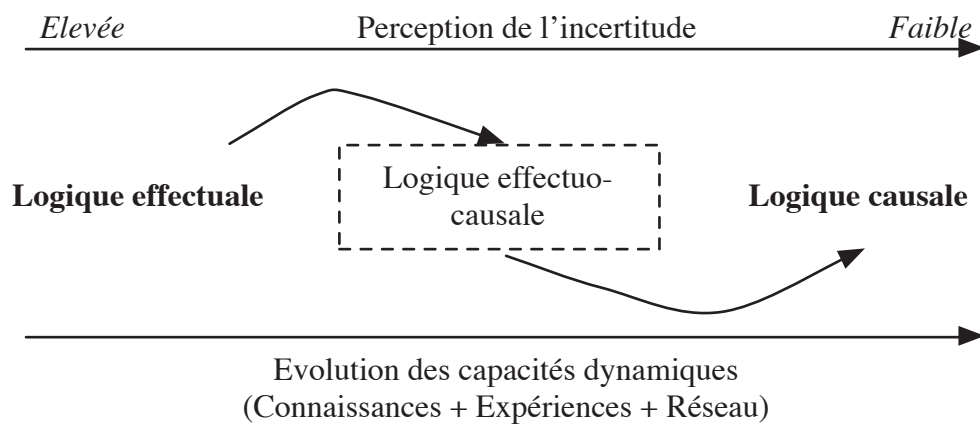 Elevée Perception de l’incertitude Faible
Logique effectuale
Logique effectuo-
causale
Logique causale
Evolution des capacités dynamiques
(Connaissances + Expériences + Réseau)